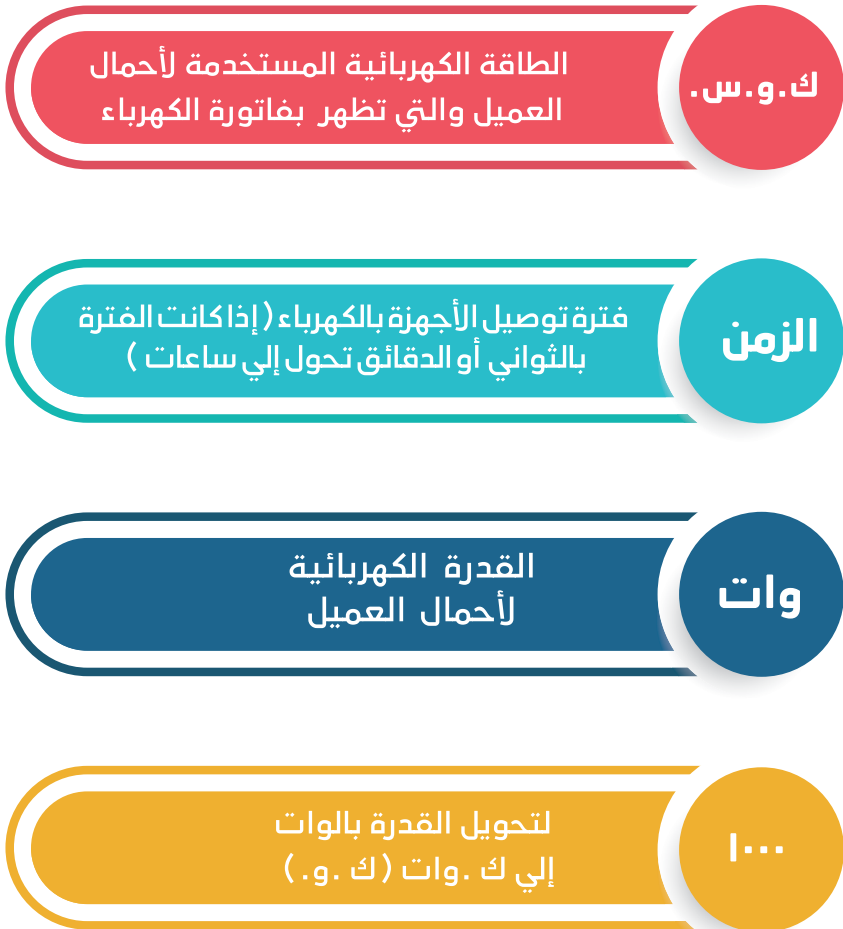 ك.و.س.
الطاقة الكهربائية المستخدمة لأحمال
العميل والتي تظهر بفاتورة الكهرباء
الزمن
فترة توصيل الأجهزة بالكهرباء (إذا كانت الفترة
بالثواني أو الدقائق تحول إلي ساعات )
وات
القدرة الكهربائية
لأحمال العميل
١٠٠٠
لتحويل القدرة بالوات
إلي ك .وات ( ك .و. )